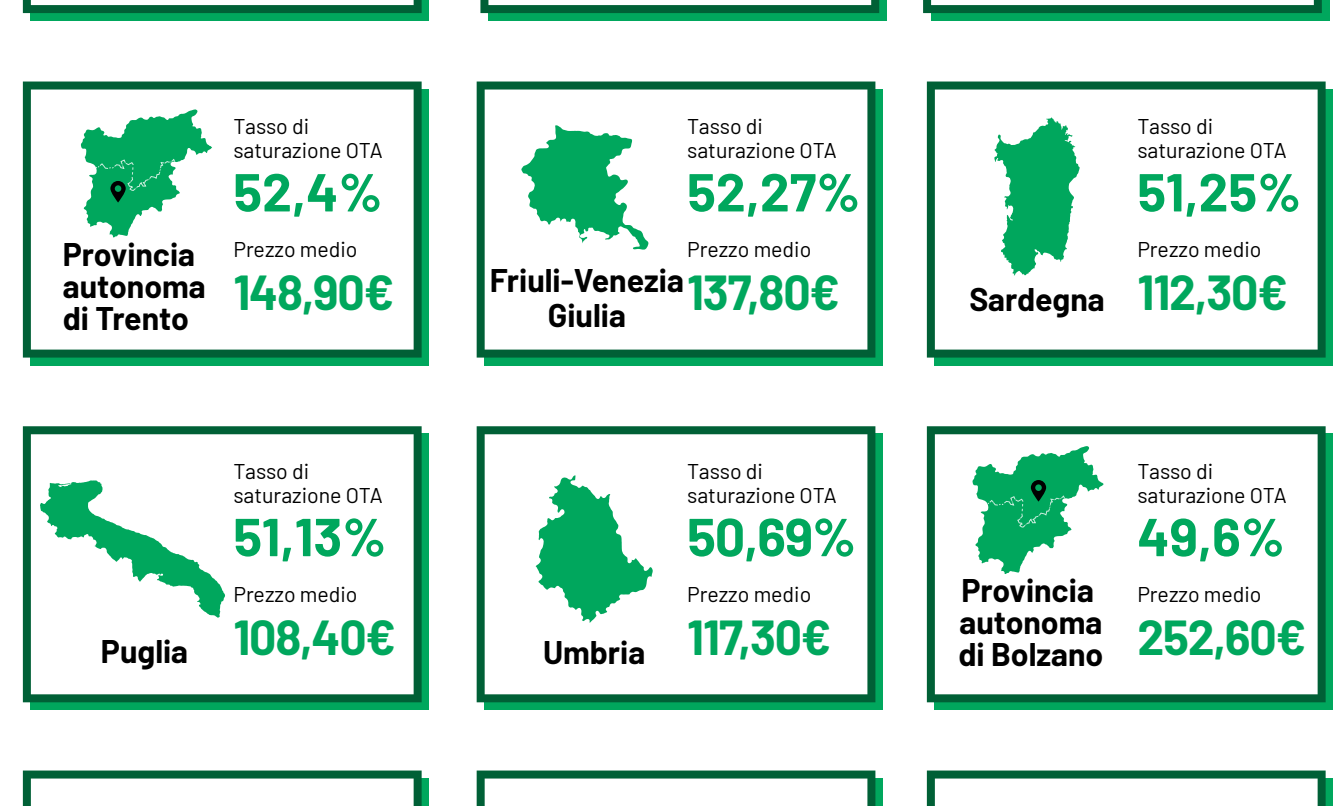 Tasso di
saturazione OTA
52,4%
Prezzo medio
148,90€
Provincia
autonoma
di Trento
Tasso di
saturazione OTA
52,27%
Prezzo medio
137,80€
Friuli-Venezia
Giulia
Tasso di
saturazione OTA
51,25%
Prezzo medio
112,30€
Sardegna
Tasso di
saturazione OTA
51,13%
Prezzo medio
108,40€
Puglia
Tasso di
saturazione OTA
50,69%
Prezzo medio
117,30€
Umbria
Tasso di
saturazione OTA
49,6%
Prezzo medio
252,60€
Provincia
autonoma
di Bolzano